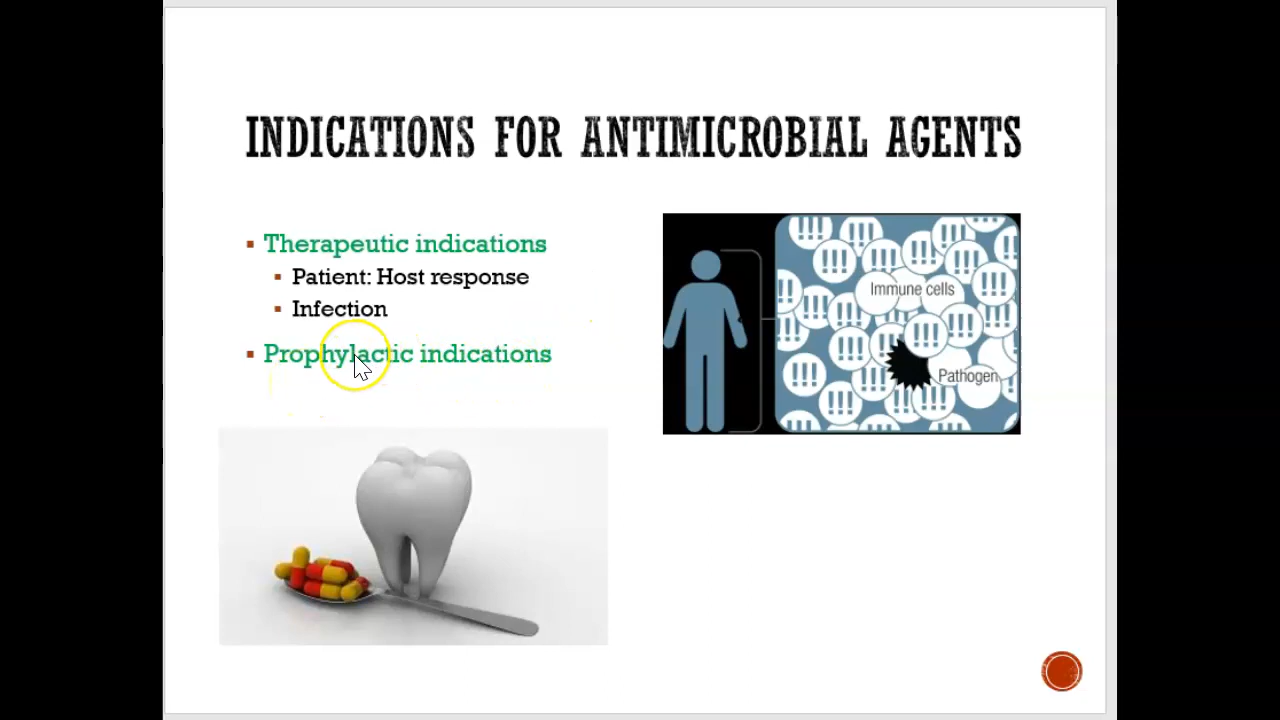 INDICATIONS FOR ANTIMICROBIAL AGENTS
Therapeutic indications
Patient: Host response
Infection
Prophylactic indications
Immune cells
Pathogen